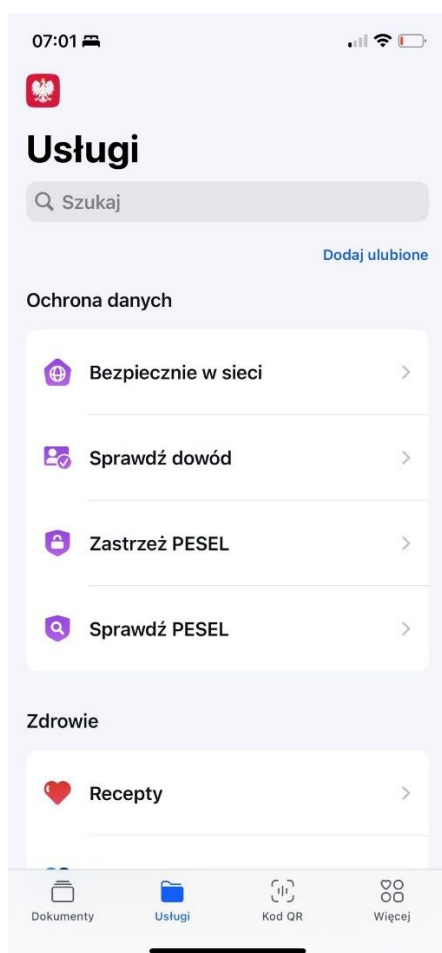 07:01
Usługi
Szukaj
Dodaj ulubione
Ochrona danych
Bezpiecznie w sieci
Sprawdź dowód
Zastrzeż PESEL
Sprawdź PESEL
Zdrowie
Recepty
Dokumenty Usługi Kod QR Więcej